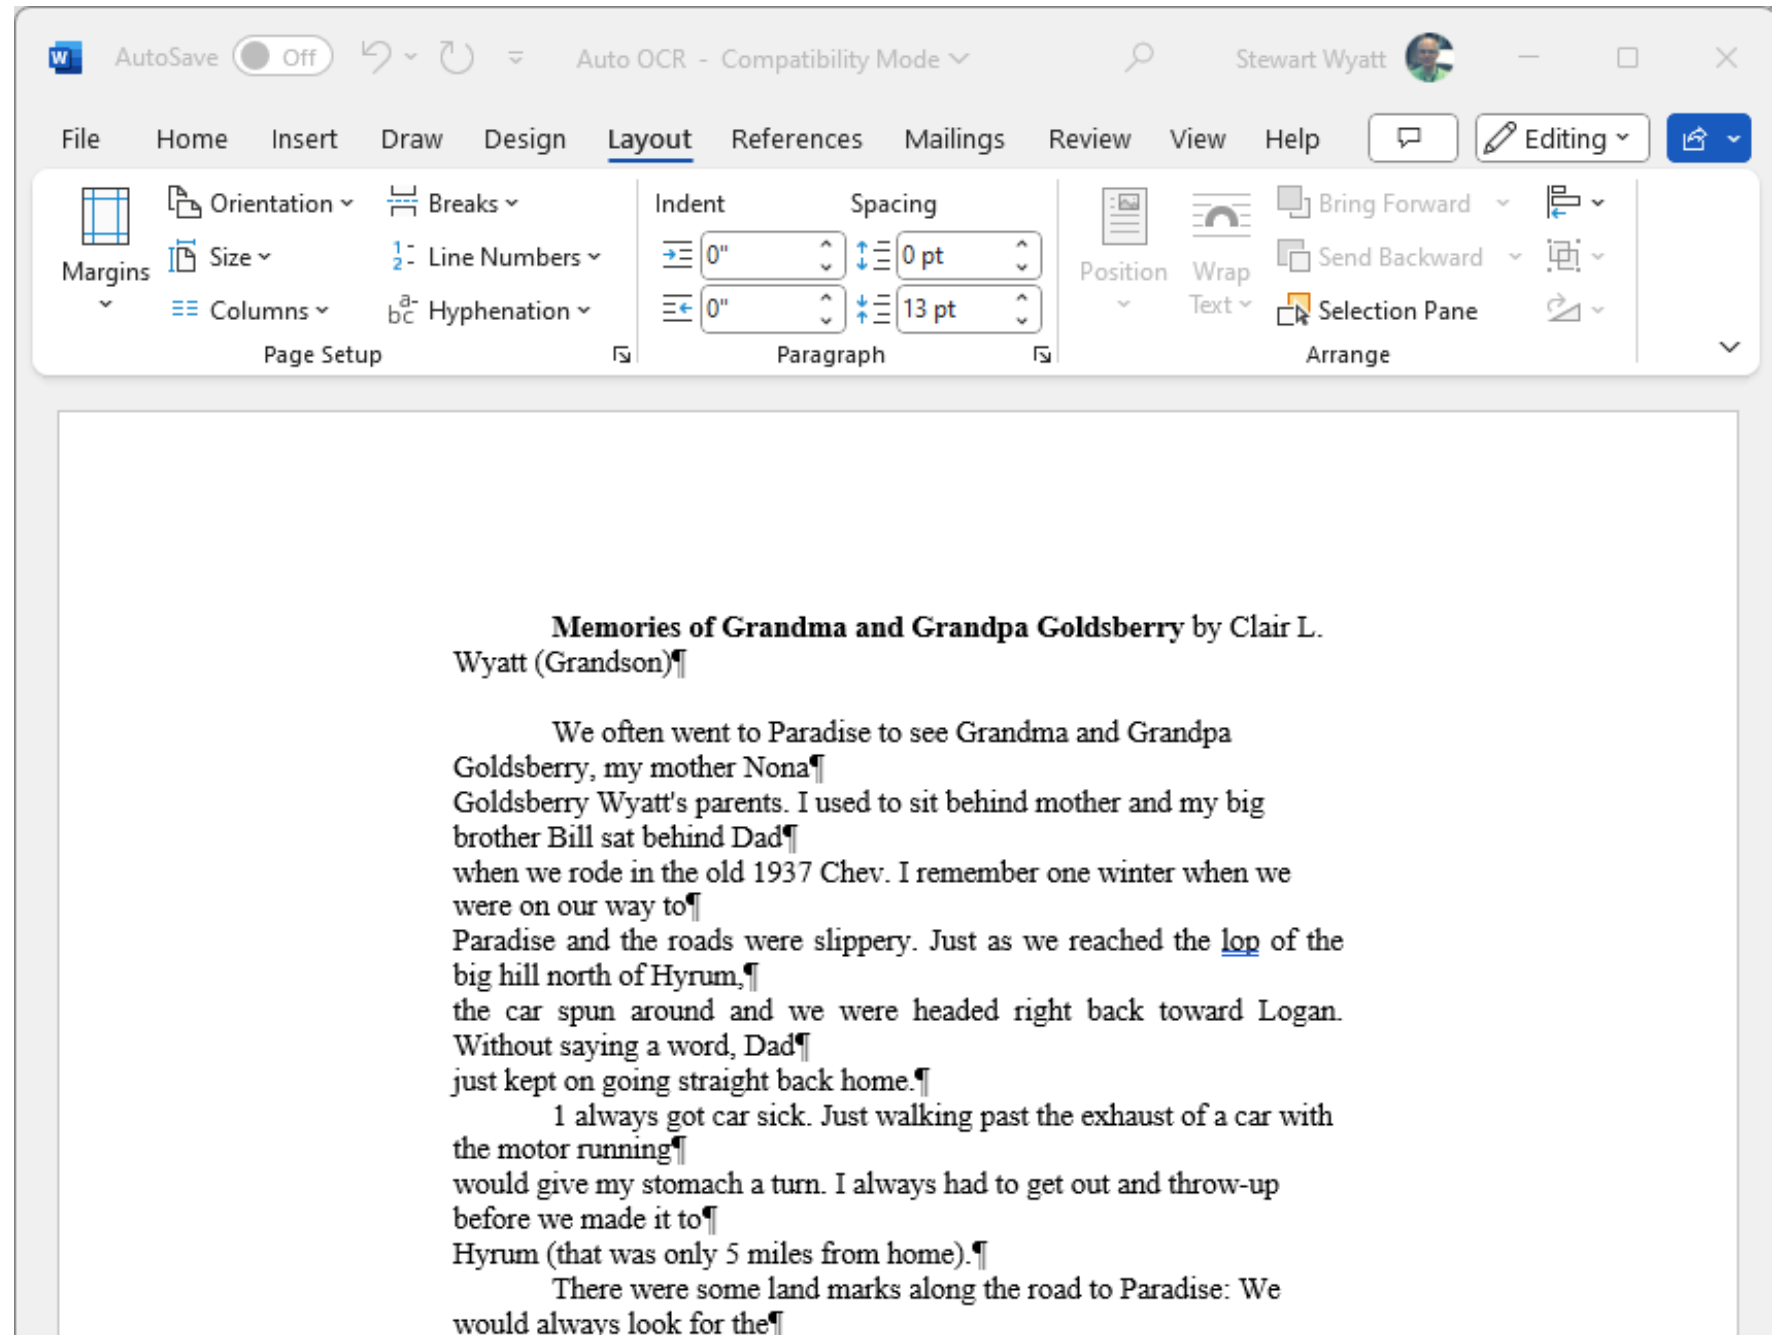 AutoSave Off Auto OCR - Compatibility Mode Stewart Wyatt
File Home Insert Draw Design Layout References Mailings Review View Help Editing
Margins
Orientation
Size
Columns
Breaks
Line Numbers
Hyphenation
Page Setup
Indent Spacing
0" 0 pt
0" 13 pt
Paragraph
Position
Wrap
Text
Bring Forward
Send Backward
Selection Pane
Arrange
Memories of Grandma and Grandpa Goldsberry by Clair L.
Wyatt (Grandson)¶
We often went to Paradise to see Grandma and Grandpa
Goldsberry, my mother Nona¶
Goldsberry Wyatt's parents. I used to sit behind mother and my big
brother Bill sat behind Dad¶
when we rode in the old 1937 Chev. I remember one winter when we
were on our way to¶
Paradise and the roads were slippery. Just as we reached the lop of the
big hill north of Hyrum,¶
the car spun around and we were headed right back toward Logan.
Without saying a word, Dad¶
just kept on going straight back home.¶
1 always got car sick. Just walking past the exhaust of a car with
the motor running¶
would give my stomach a turn. I always had to get out and throw-up
before we made it to¶
Hyrum (that was only 5 miles from home).¶
There were some land marks along the road to Paradise: We
would always look for the¶